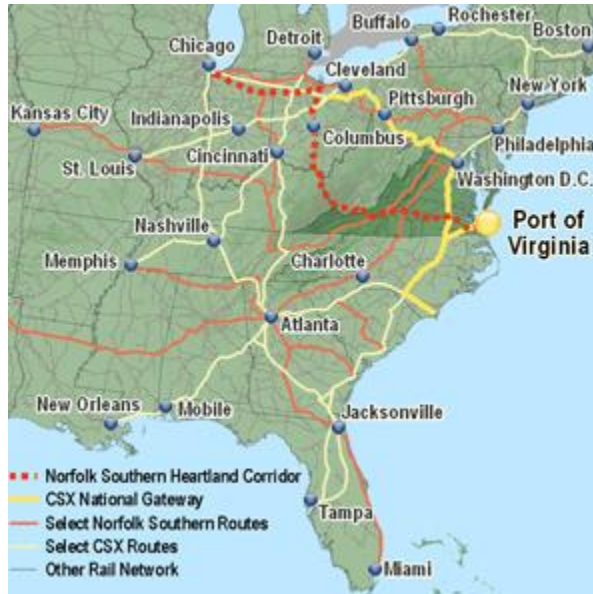 Rochester
Buffalo
Boston
Detroit
Chicago
Cleveland
New York
Pittsburgh
Kansas City
Indianapolis
Columbus
Philadelphia
Cincinnati
St. Louis
Washington D.C.
Port of
Virginia
Nashville
Charlotte
Memphis
Atlanta
New Orleans
Mobile
Jacksonville
Norfolk Southern Heartland Corridor
CSX National Gateway
Select Norfolk Southern Routes
Tampa
Select CSX Routes
Other Rail Network
Miami